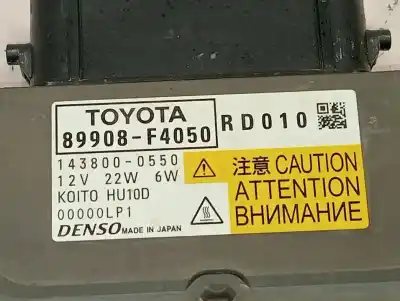 TOYOTA
89908-F4050 RD010
143800-0550
12V 22W 6W
KOITO HU10D
00000LP1
DENSO MADE IN JAPAN
注意 CAUTION
ATTENTION
ВНИМАНИЕ